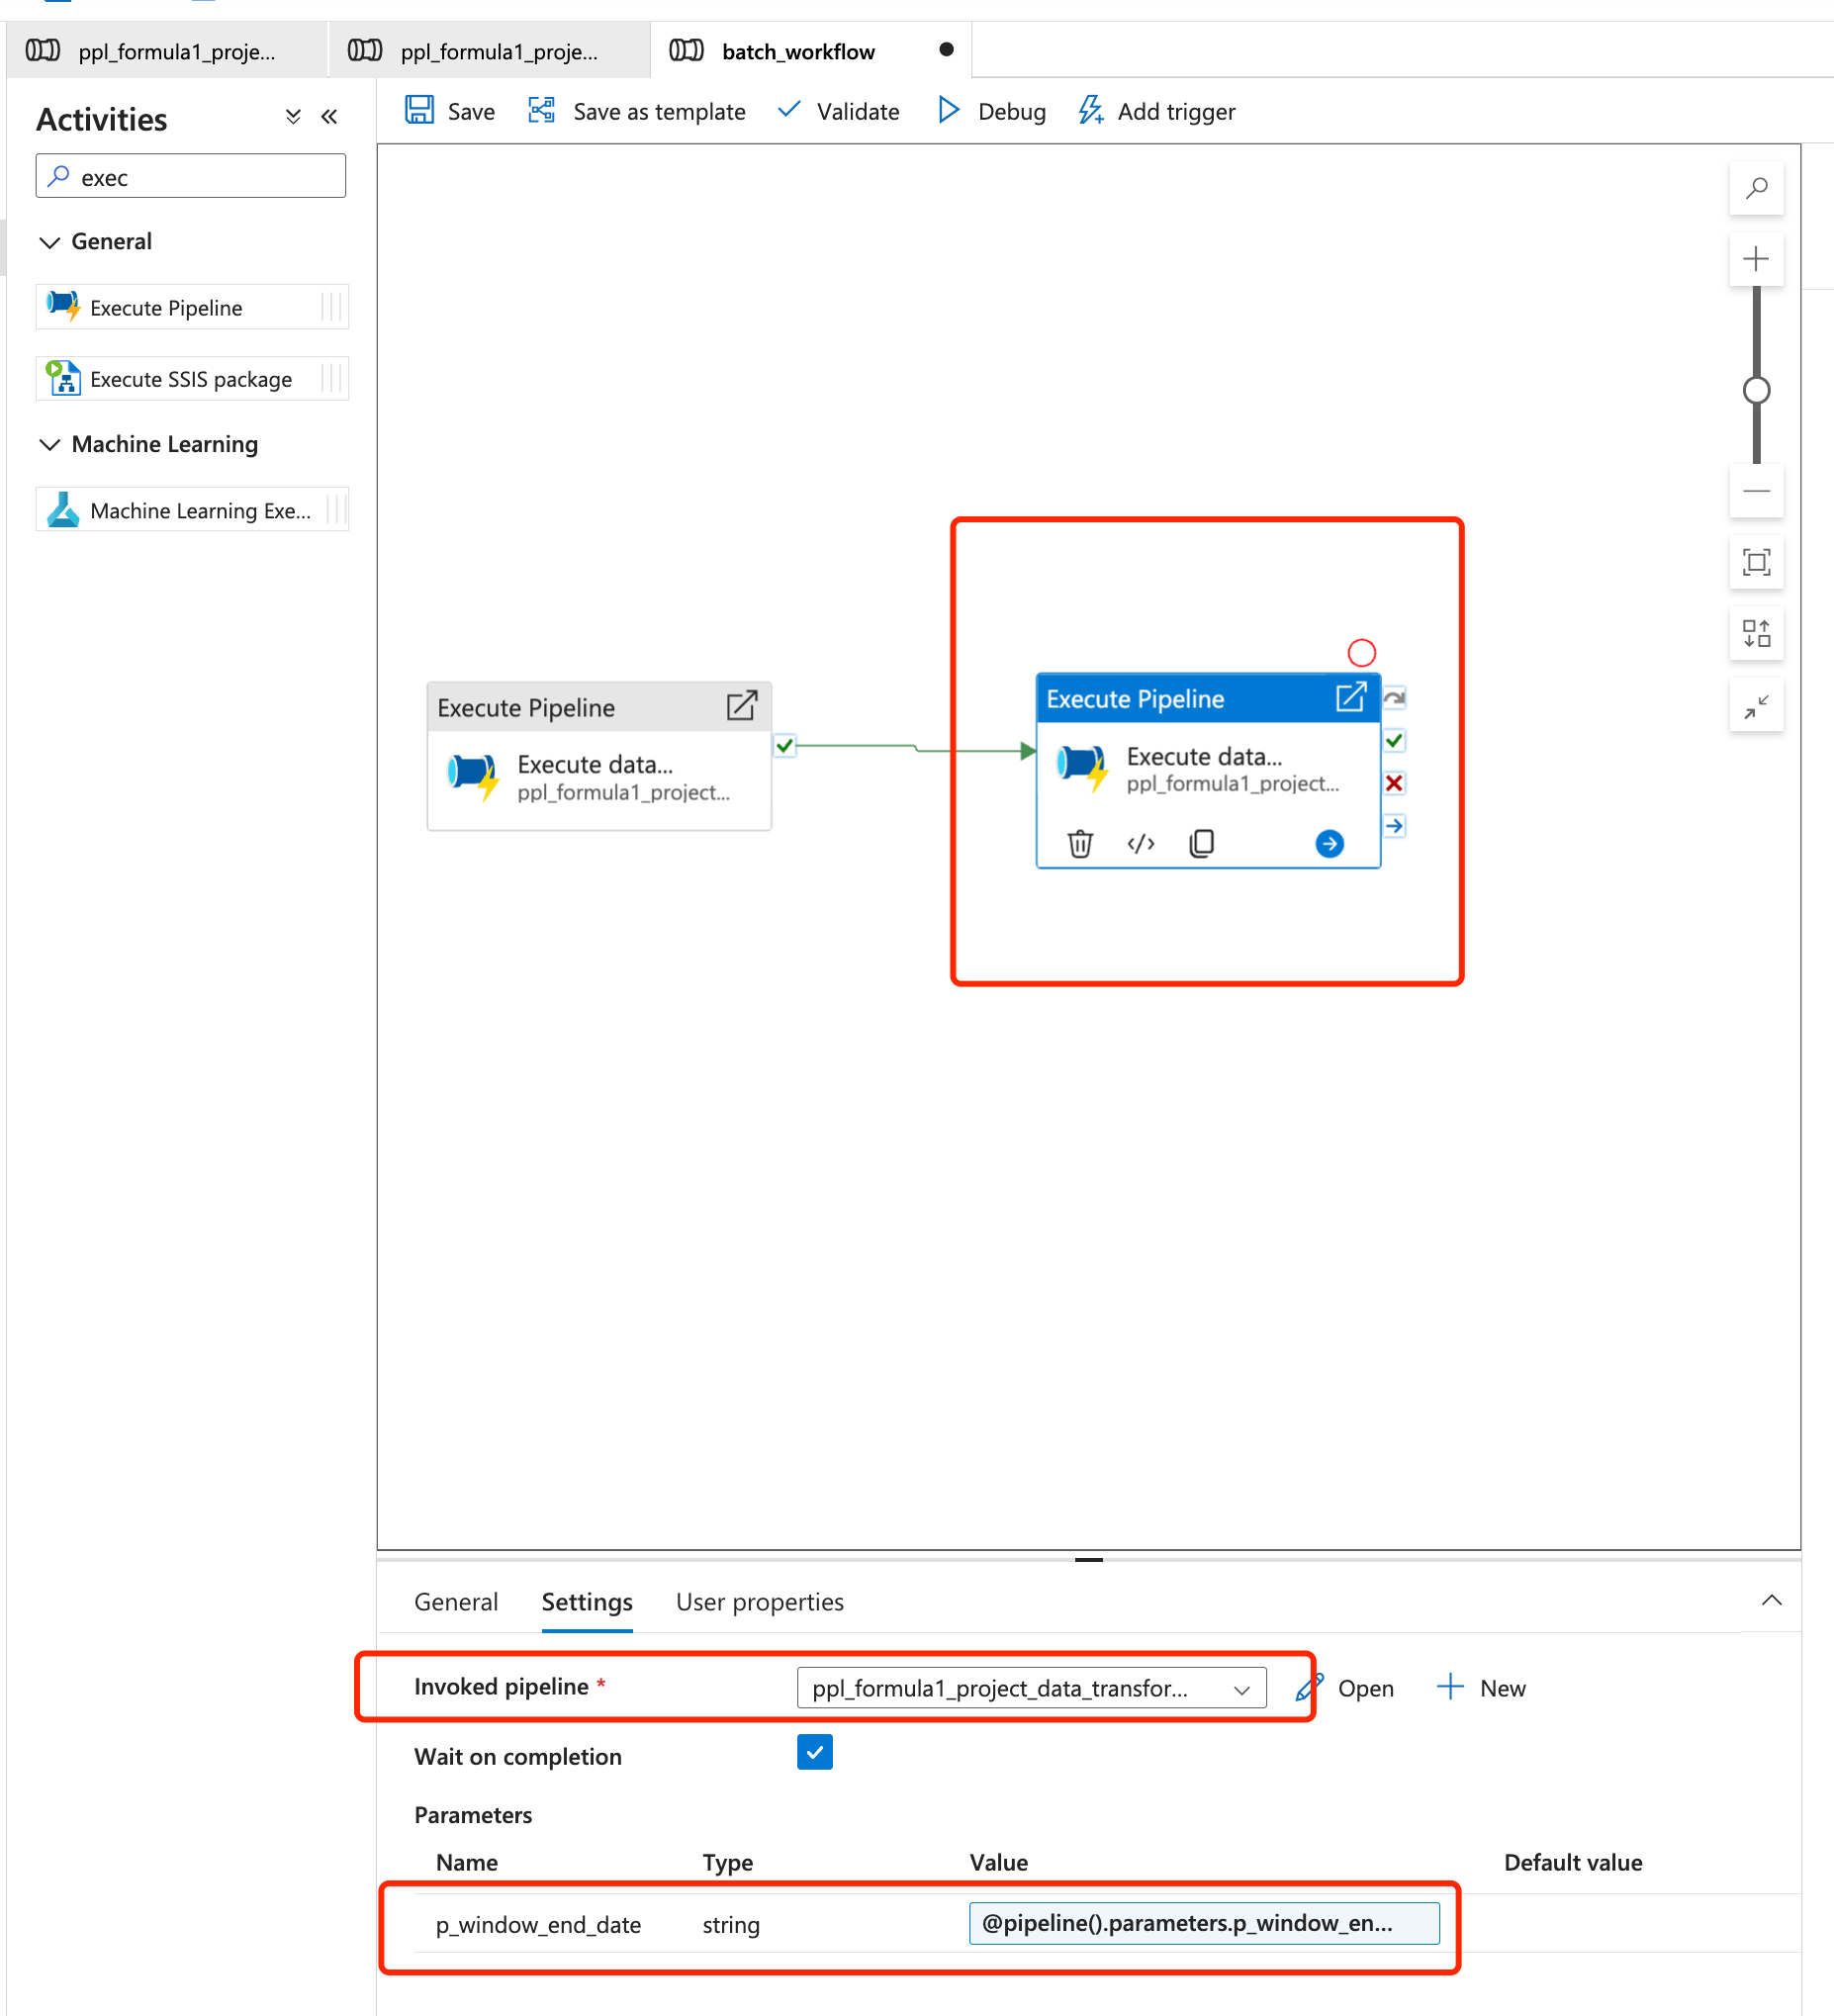 ppl_formula1_proje...
ppl_formula1_proje...
batch_workflow
Activities
exec
General
Execute Pipeline
Execute SSIS package
Machine Learning
Machine Learning Exe...
Save
Save as template
Validate
Debug
Add trigger
Execute Pipeline
Execute data...
ppl_formula1_project...
Execute Pipeline
Execute data...
ppl_formula1_project...
General
Settings
User properties
Invoked pipeline *
ppl_formula1_project_data_transfor...
Open
New
Wait on completion
Parameters
Name
Type
Value
Default value
p_window_end_date
string
@pipeline().parameters.p_window_en...